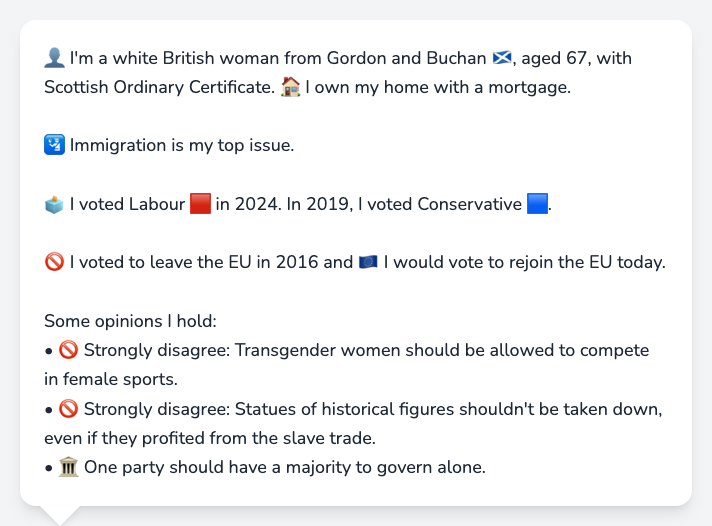 👤 I'm a white British woman from Gordon and Buchan 🏴󠁧󠁢󠁳󠁣󠁴󠁿, aged 67, with
Scottish Ordinary Certificate. 🏠 I own my home with a mortgage.
🛂 Immigration is my top issue.
🗳️ I voted Labour 🟥 in 2024. In 2019, I voted Conservative 🟦.
🚫 I voted to leave the EU in 2016 and 🇪🇺 I would vote to rejoin the EU today.
Some opinions I hold:
• 🚫 Strongly disagree: Transgender women should be allowed to compete
in female sports.
• 🚫 Strongly disagree: Statues of historical figures shouldn't be taken down,
even if they profited from the slave trade.
• 🏛️ One party should have a majority to govern alone.